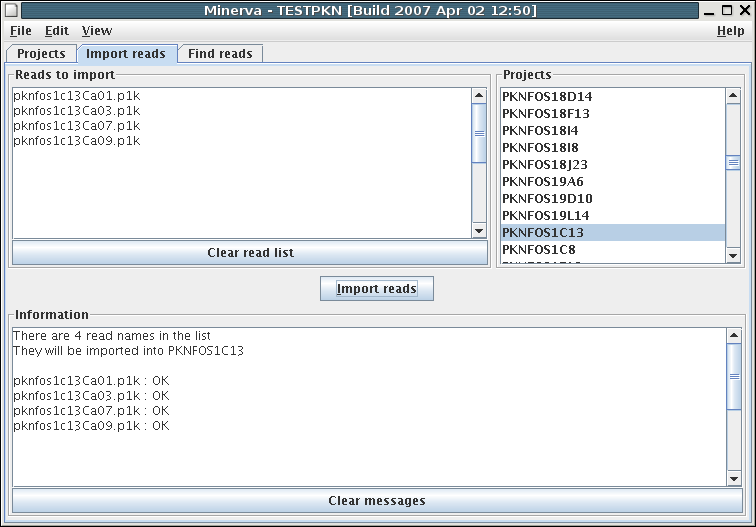 Minerva - TESTPKN [Build 2007 Apr 02 12:50]
File Edit View Help
Projects Import reads Find reads
Reads to import
pknfos1c13Ca01.p1k
pknfos1c13Ca03.p1k
pknfos1c13Ca07.p1k
pknfos1c13Ca09.p1k
Clear read list
Projects
PKNFOS18D14
PKNFOS18F13
PKNFOS18I4
PKNFOS18I8
PKNFOS18J23
PKNFOS19A6
PKNFOS19D10
PKNFOS19L14
PKNFOS1C13
PKNFOS1C8
Import reads
Information
There are 4 read names in the list
They will be imported into PKNFOS1C13
pknfos1c13Ca01.p1k : OK
pknfos1c13Ca03.p1k : OK
pknfos1c13Ca07.p1k : OK
pknfos1c13Ca09.p1k : OK
Clear messages